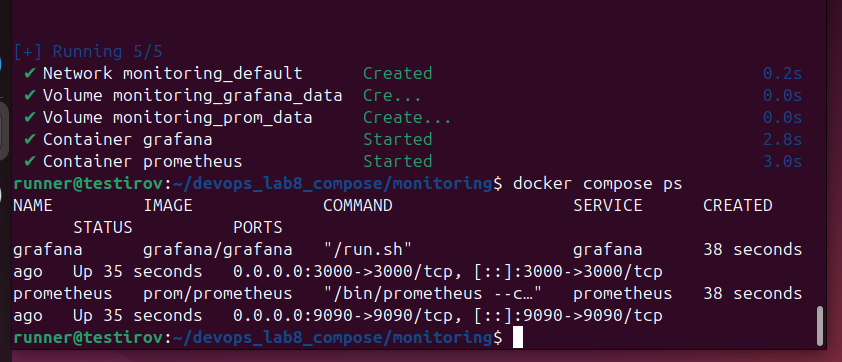 [+] Running 5/5
✔ Network monitoring_default Created 0.2s
✔ Volume monitoring_grafana_data Cre... 0.0s
✔ Volume monitoring_prom_data Create... 0.0s
✔ Container grafana Started 2.8s
✔ Container prometheus Started 3.0s
runner@testirov:~/devops_lab8_compose/monitoring$ docker compose ps
NAME IMAGE COMMAND SERVICE CREATED
STATUS PORTS
grafana grafana/grafana "/run.sh" grafana 38 seconds
ago Up 35 seconds 0.0.0.0:3000->3000/tcp, [::]:3000->3000/tcp
prometheus prom/prometheus "/bin/prometheus --c…" prometheus 38 seconds
ago Up 35 seconds 0.0.0.0:9090->9090/tcp, [::]:9090->9090/tcp
runner@testirov:~/devops_lab8_compose/monitoring$